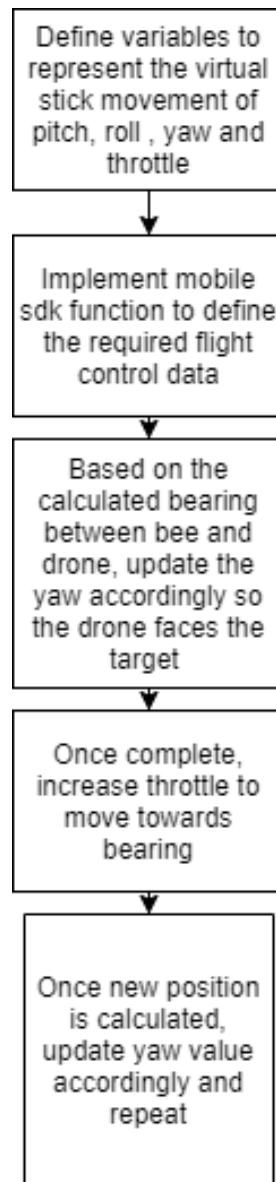 Define variables to
represent the virtual
stick movement of
pitch, roll , yaw and
throttle
Implement mobile
sdk function to define
the required flight
control data
Based on the
calculated bearing
between bee and
drone, update the
yaw accordingly so
the drone faces the
target
Once complete,
increase throttle to
move towards
bearing
Once new position
is calculated,
update yaw value
accordingly and
repeat